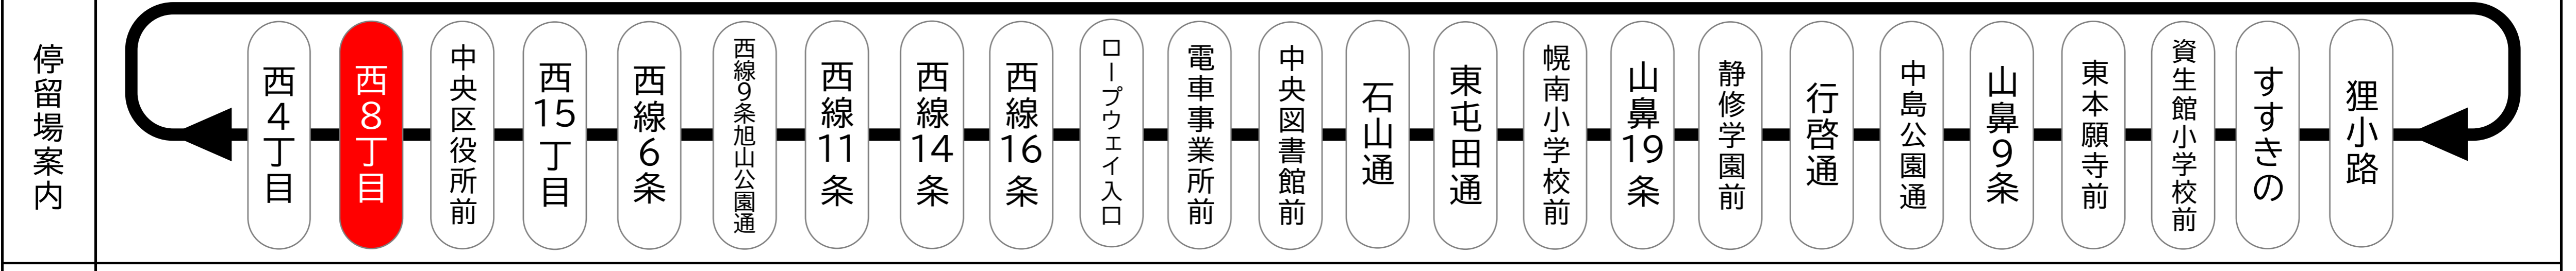 停留場案内
西4丁目
西8丁目
中央区役所前
西15丁目
西線6条
西線9条旭山公園通
西線11条
西線14条
西線16条
ロープウェイ入口
電車事業所前
中央図書館前
石山通
東屯田通
幌南小学校前
山鼻19条
静修学園前
行啓通
中島公園通
山鼻9条
東本願寺前
資生館小学校前
すすきの
狸小路